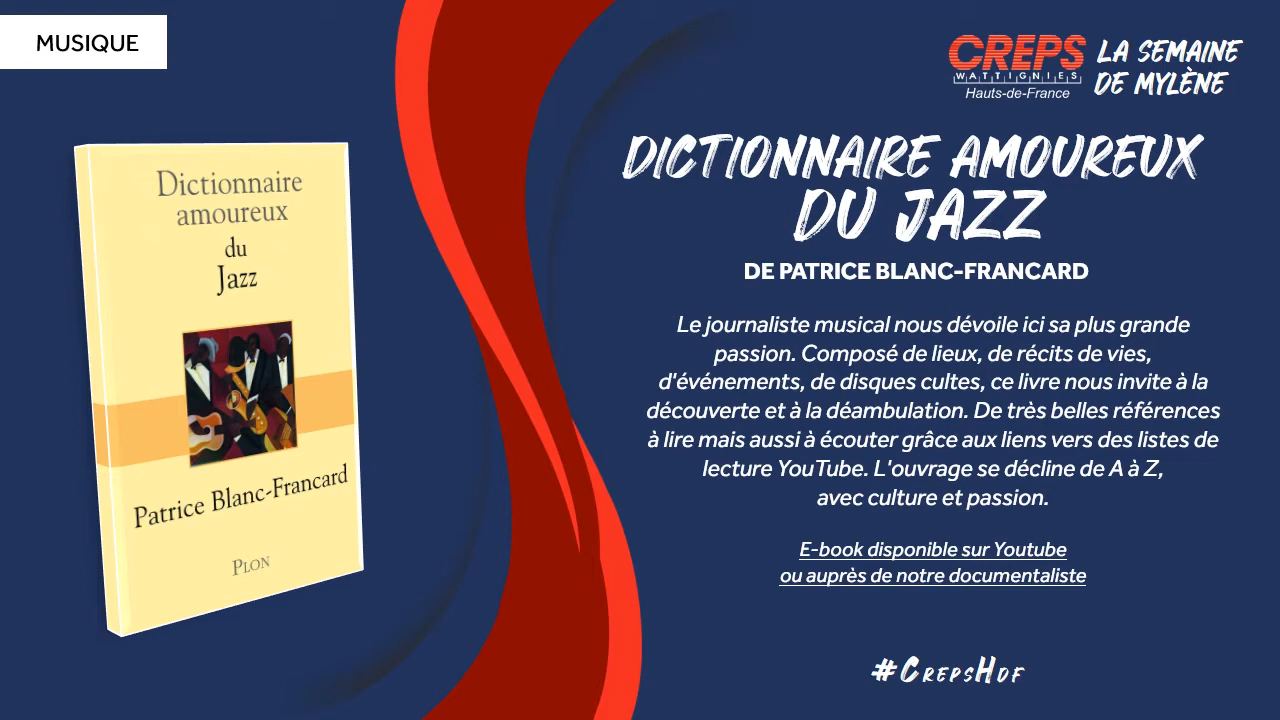 MUSIQUE
CREPS
WATTIGNIES
Hauts-de-France
LA SEMAINE
DE MYLÈNE
Dictionnaire
amoureux
du
Jazz
Patrice Blanc-Francard
PLON
DICTIONNAIRE AMOUREUX
DU JAZZ
DE PATRICE BLANC-FRANCARD
Le journaliste musical nous dévoile ici sa plus grande
passion. Composé de lieux, de récits de vies,
d'événements, de disques cultes, ce livre nous invite à la
découverte et à la déambulation. De très belles références
à lire mais aussi à écouter grâce aux liens vers des listes de
lecture YouTube. L'ouvrage se décline de A à Z,
avec culture et passion.
E-book disponible sur Youtube
ou auprès de notre documentaliste
#CREPSHDF